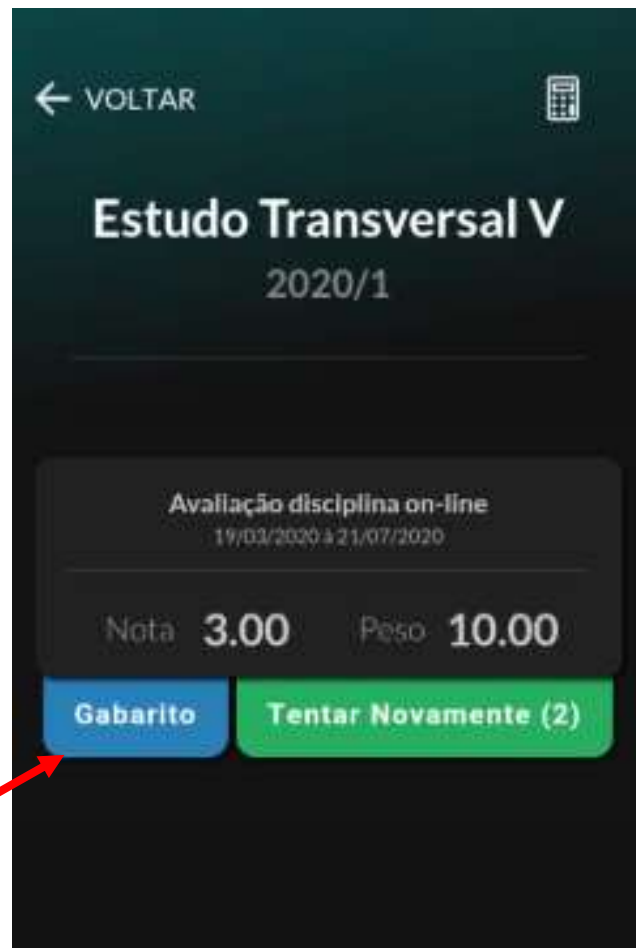 VOLTAR
Estudo Transversal V
2020/1
Avaliação disciplina on-line
19/03/2020 à 21/07/2020
Nota 3.00 Peso 10.00
Gabarito Tentar Novamente (2)